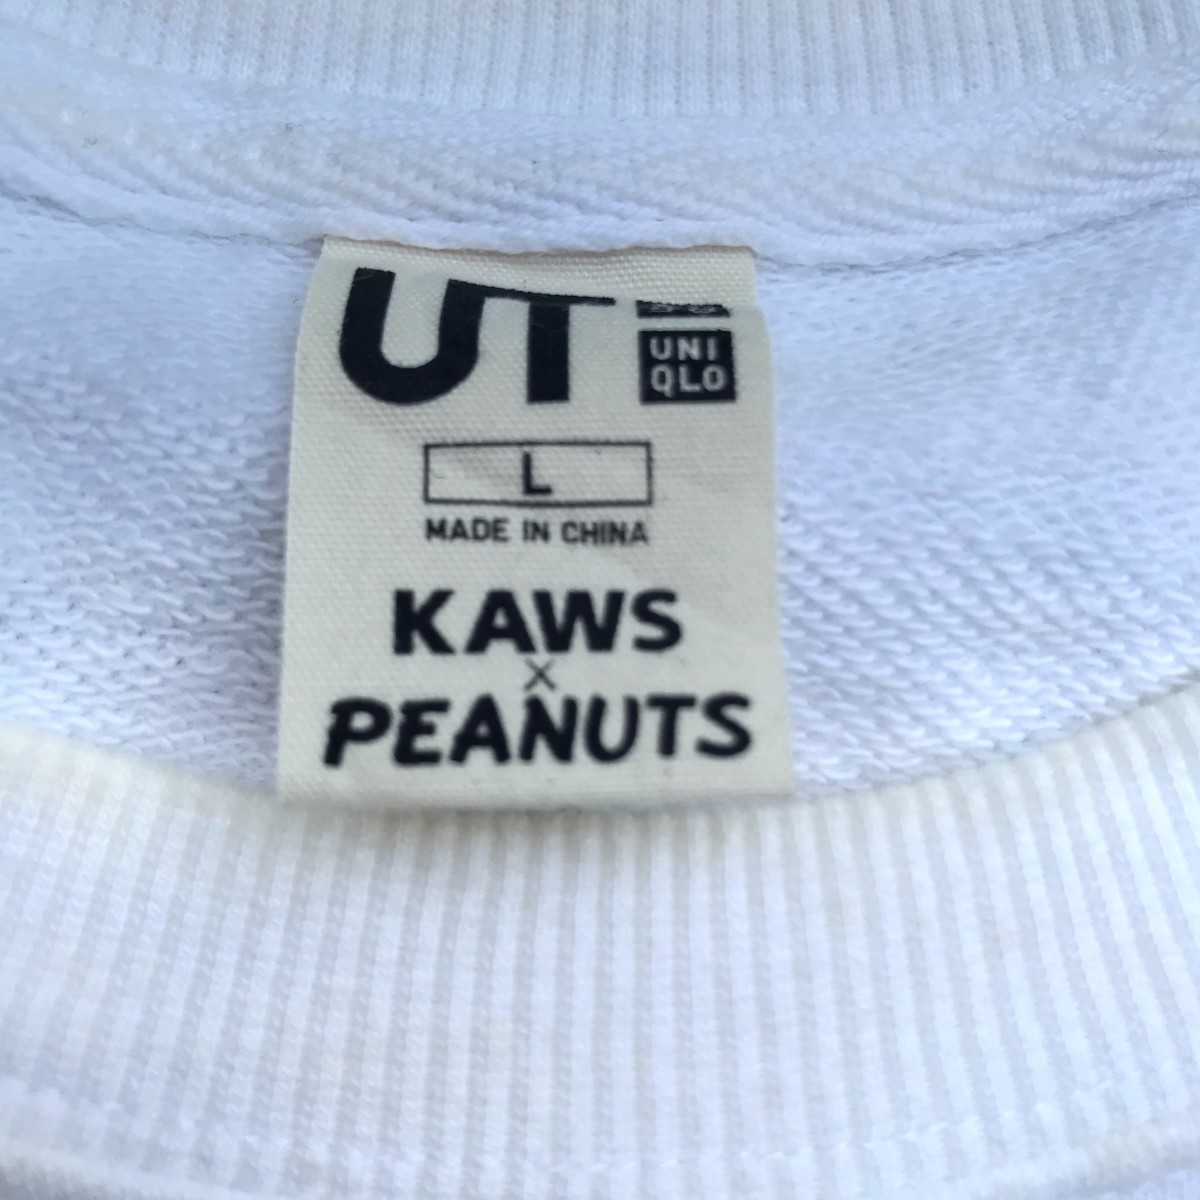 UT
UNI
QLO
L
MADE IN CHINA
KAWS
×
PEANUTS